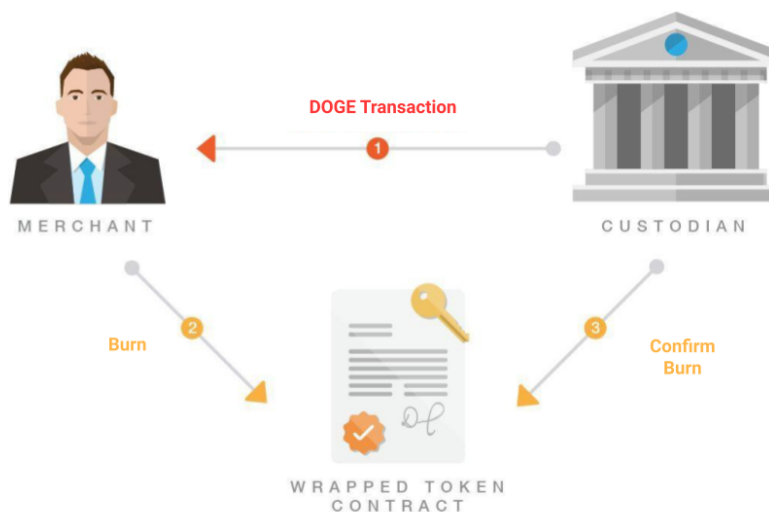 DOGE Transaction
1
MERCHANT
CUSTODIAN
2
Burn
3
Confirm
Burn
WRAPPED TOKEN
CONTRACT